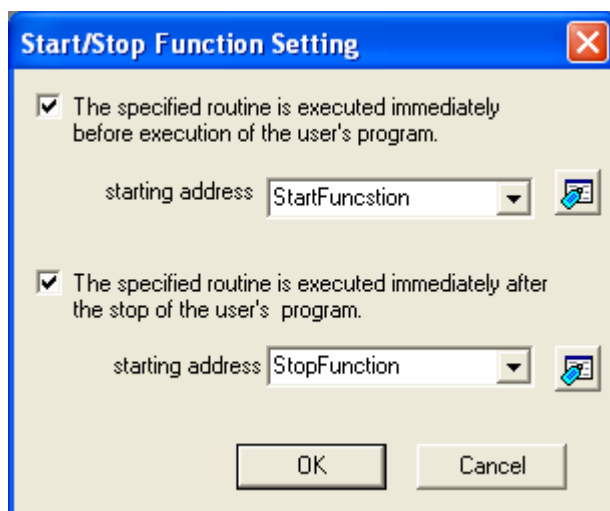 Start/Stop Function Setting
The specified routine is executed immediately
before execution of the user's program.
starting address StartFuncstion
The specified routine is executed immediately after
the stop of the user's program.
starting address StopFunction
OK Cancel